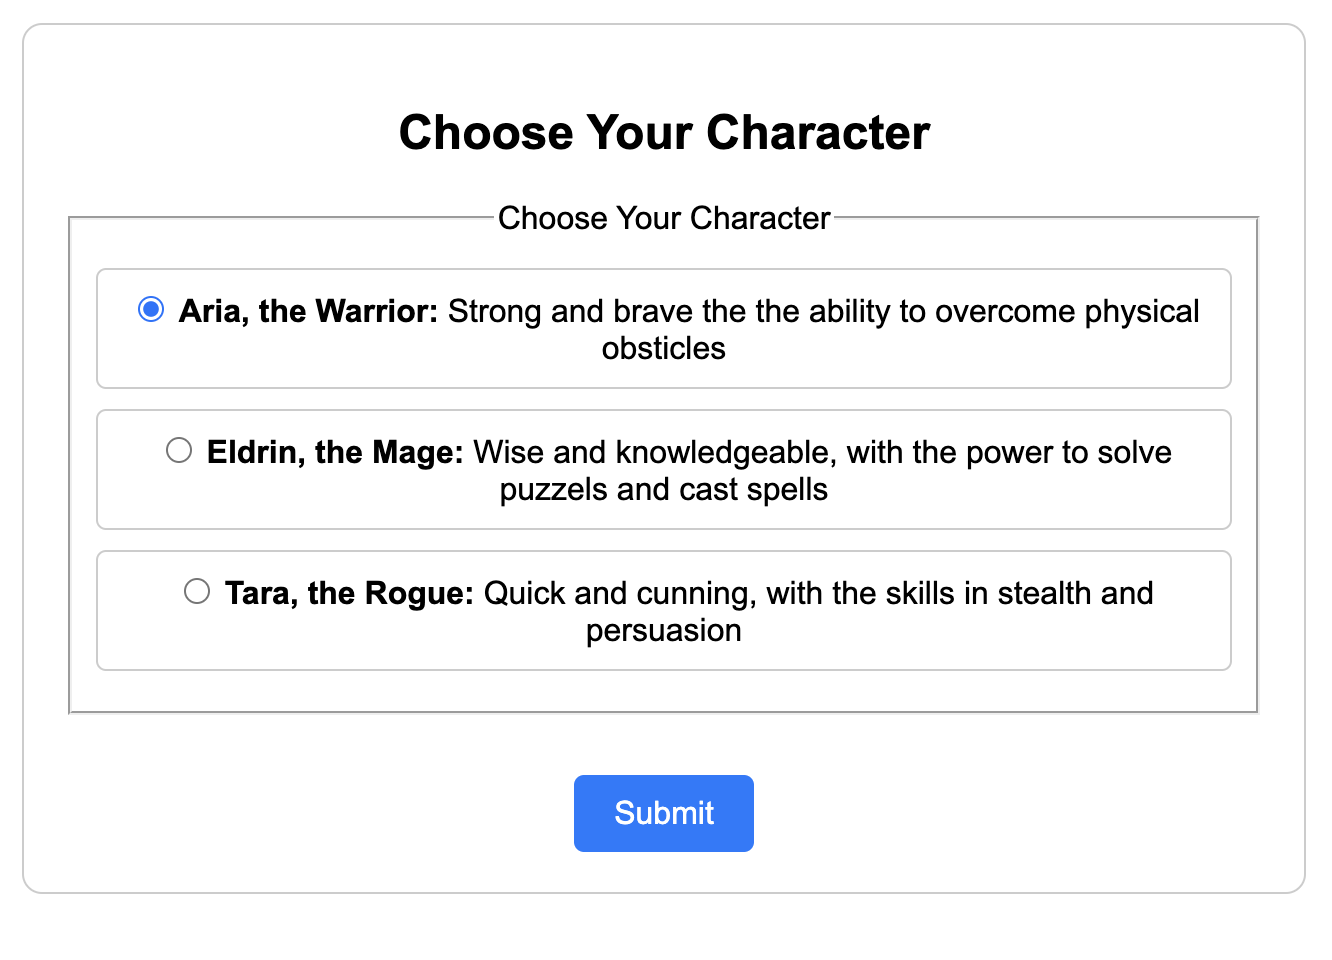 Choose Your Character
Choose Your Character
Aria, the Warrior: Strong and brave the the ability to overcome physical
obsticles
Eldrin, the Mage: Wise and knowledgeable, with the power to solve
puzzels and cast spells
Tara, the Rogue: Quick and cunning, with the skills in stealth and
persuasion
Submit